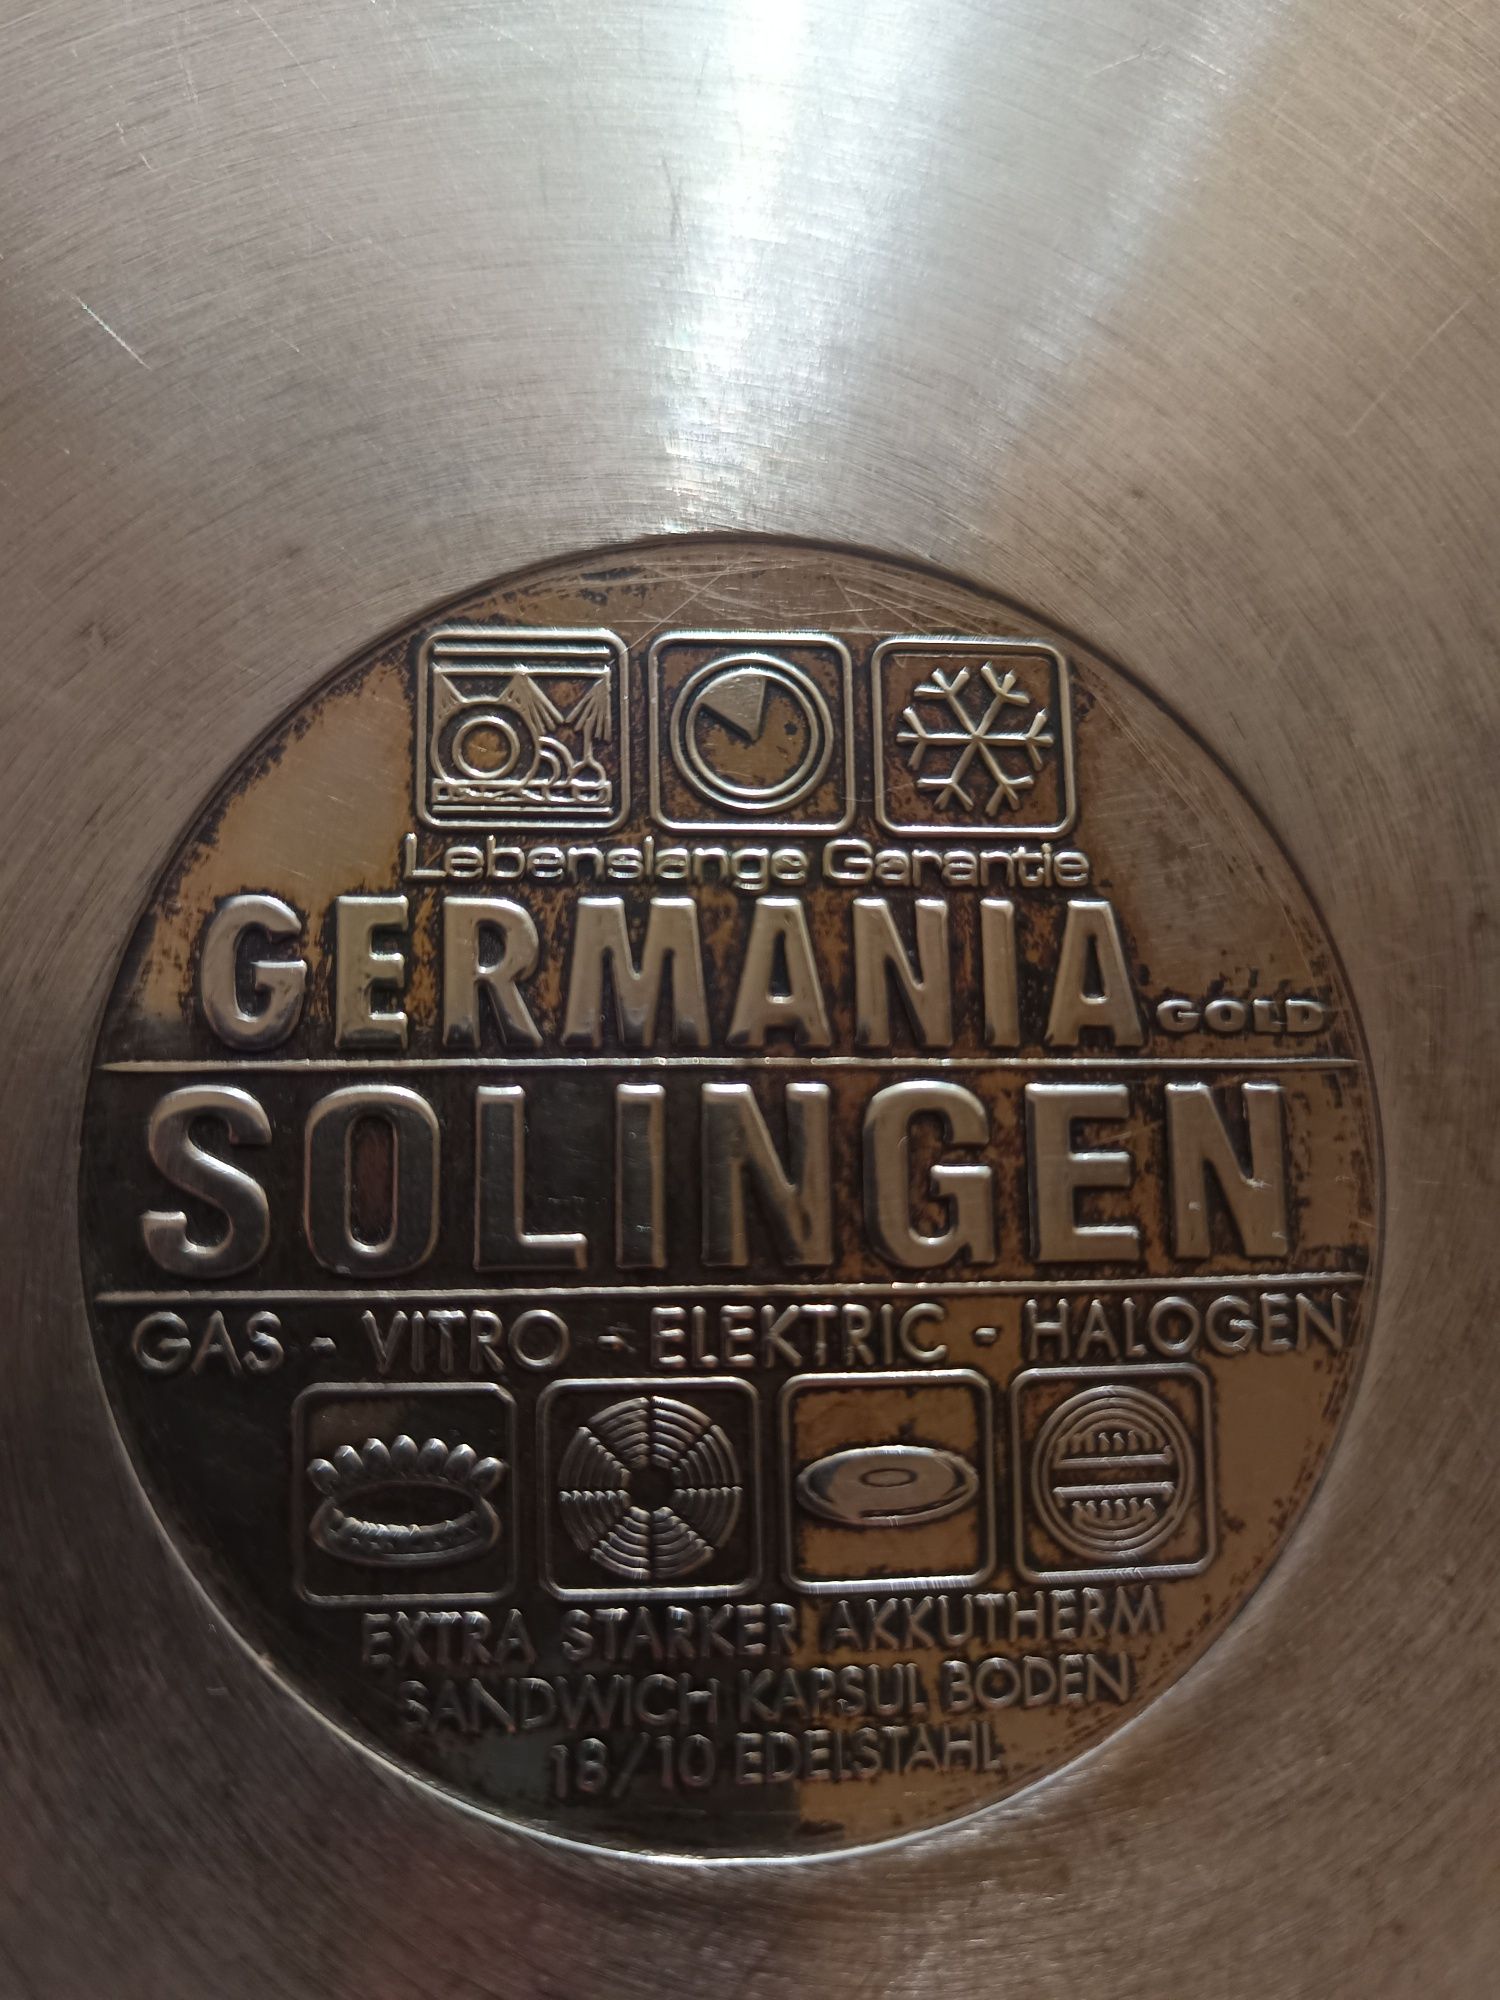 Lebenslange Garantie
GERMANIA GOLD
SOLINGEN
GAS - VITRO - ELEKTRIC - HALOGEN
EXTRA STARKER AKKUTHERM
SANDWICH KAPSUL BODEN
18/10 EDELSTAHL